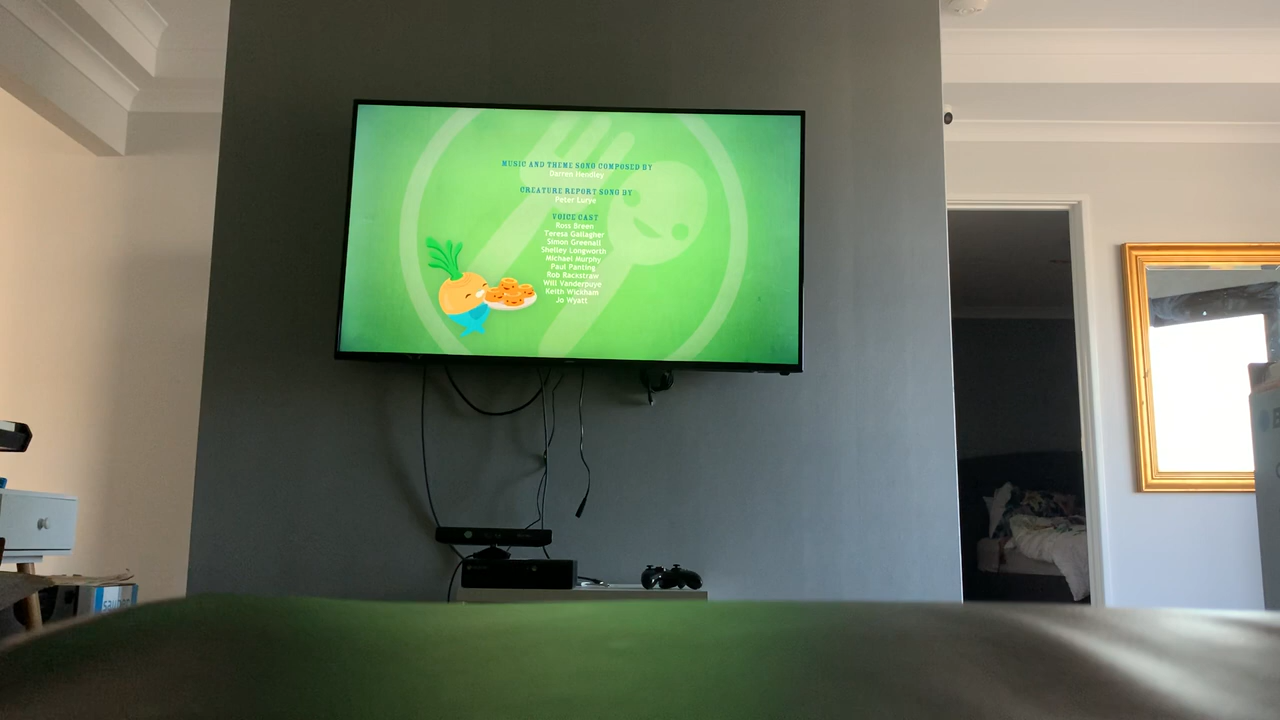 MUSIC AND THEME SONG COMPOSED BY
Darren Hendley
CREATURE REPORT SONG BY
Peter Lurye
VOICE CAST
Ross Breen
Teresa Gallagher
Simon Greenall
Shelley Longworth
Michael Murphy
Paul Panting
Rob Rackstraw
Will Vanderpuye
Keith Wickham
Jo Wyatt